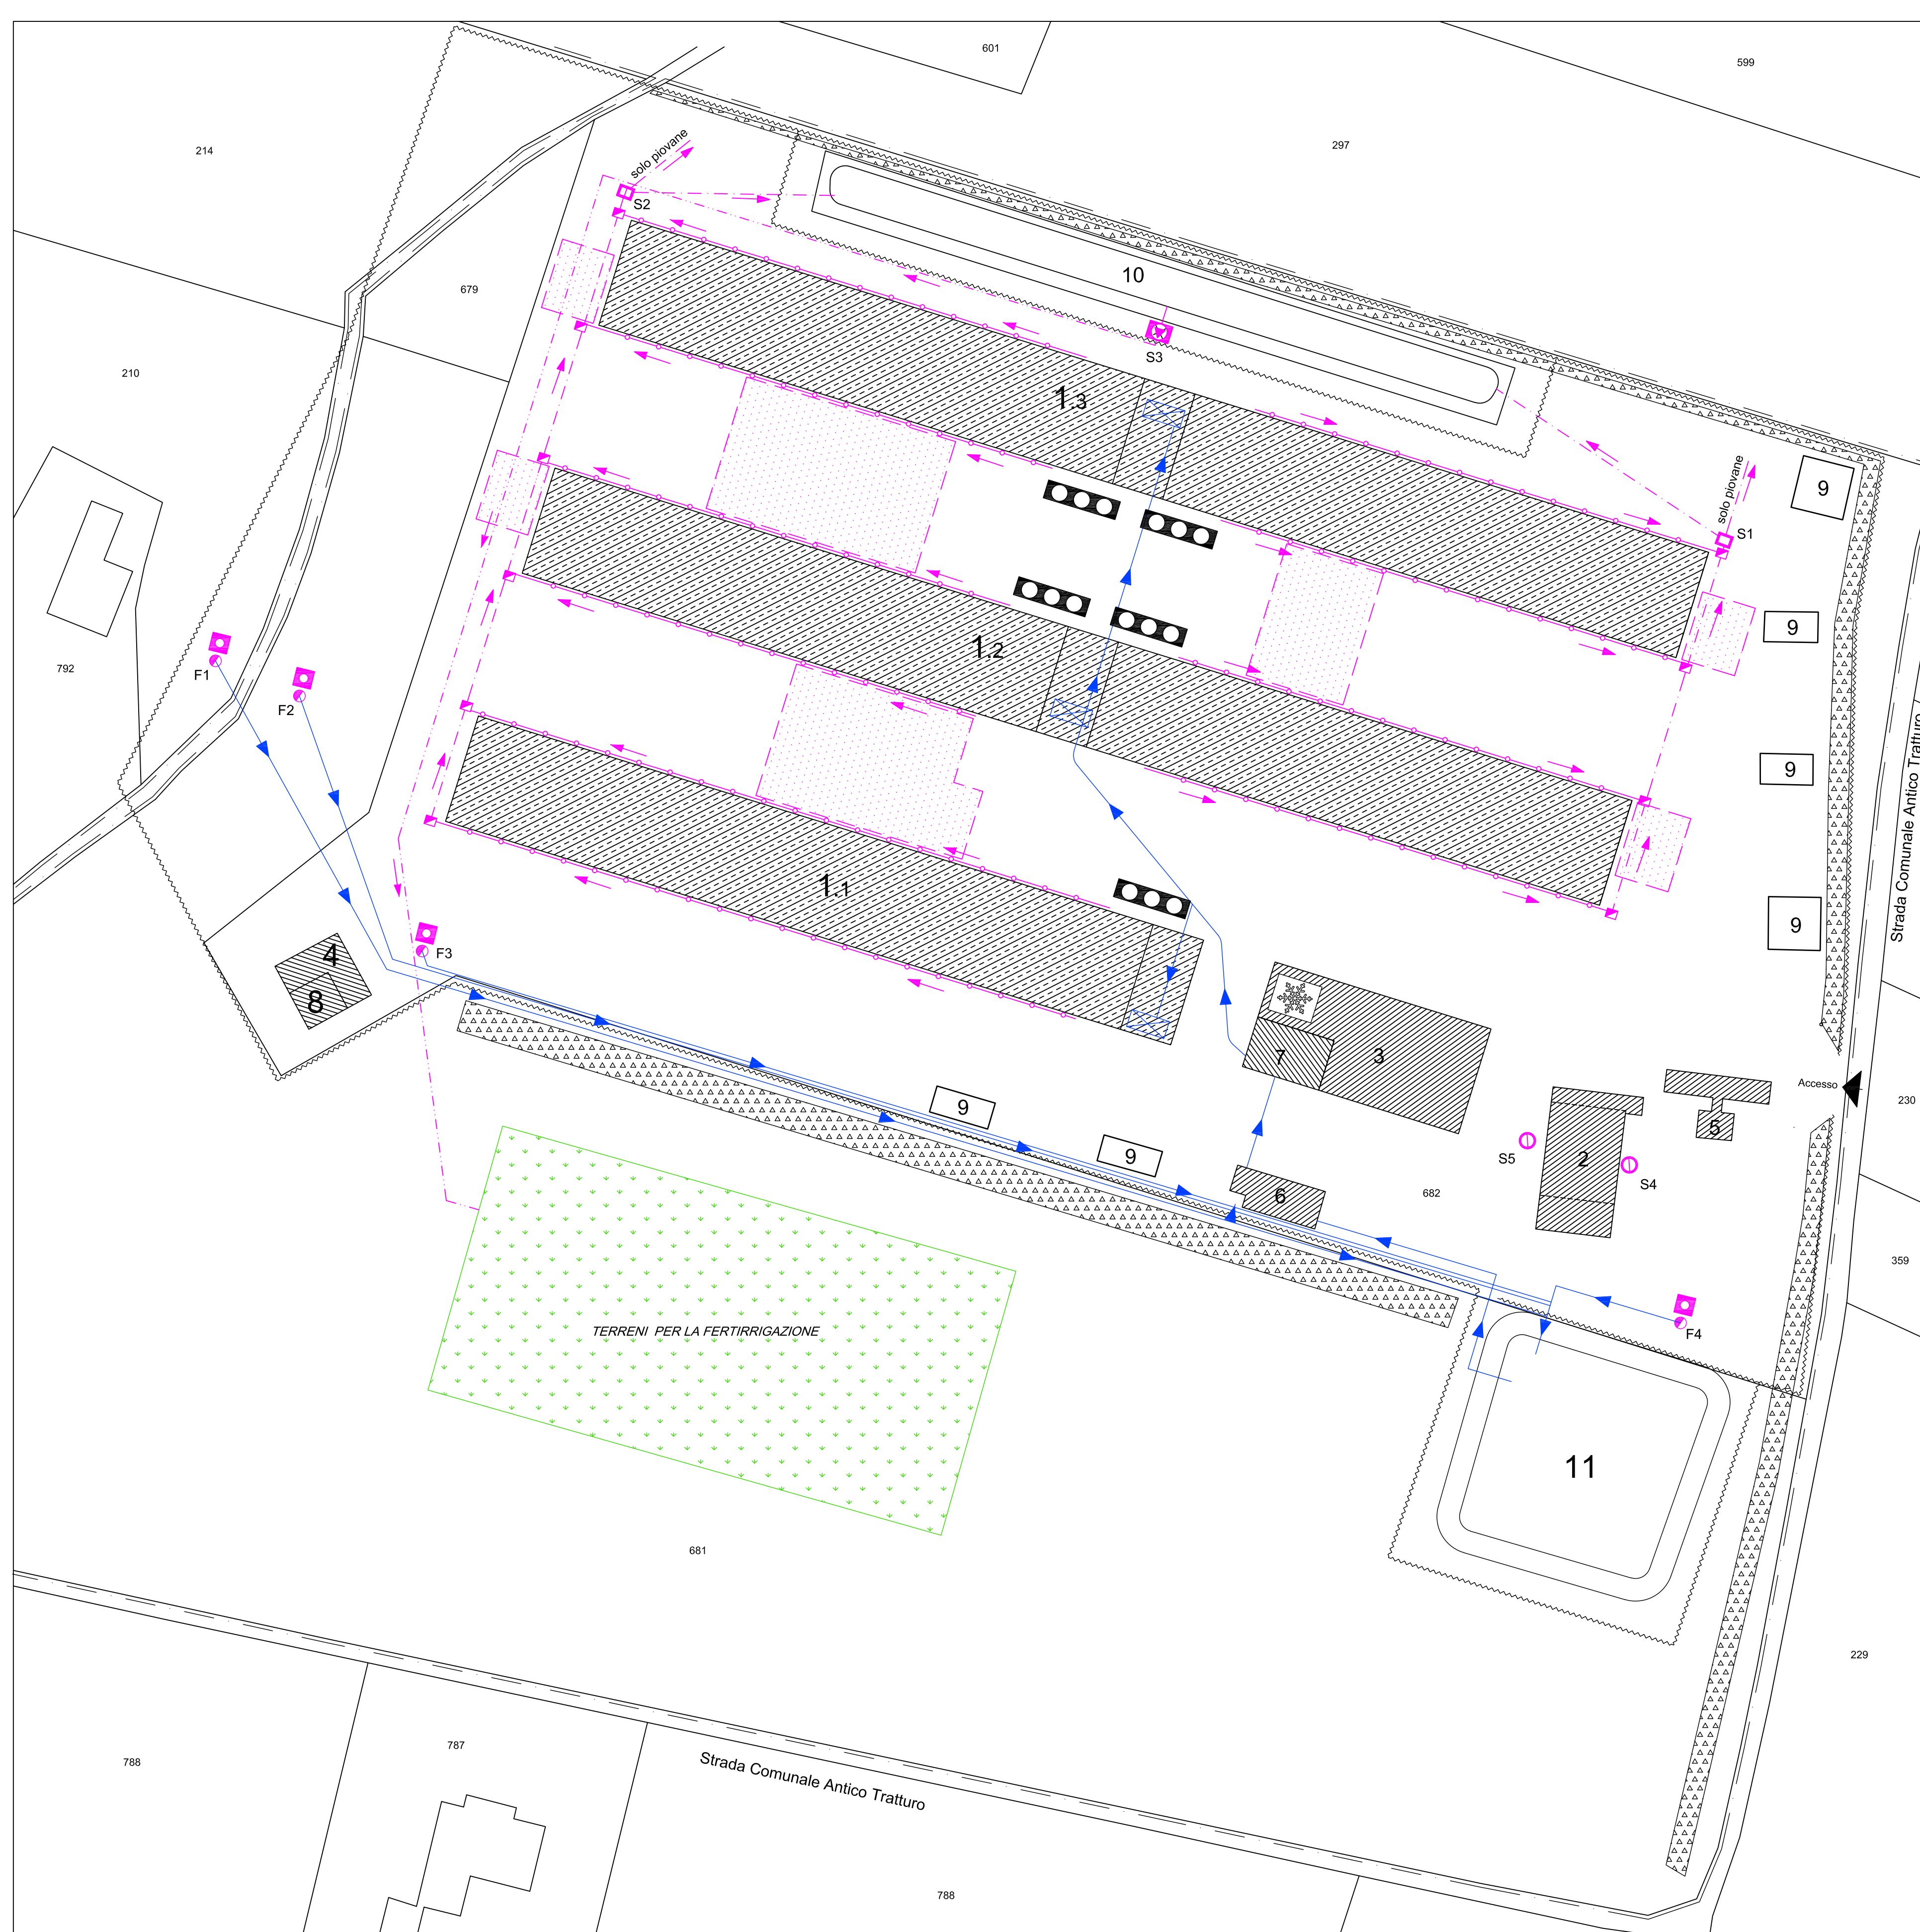 601
599
214
297
solo piovane
S2
10
679
S3
210
1.3
solo piovane
9
S1
9
1.2
792
F1
F2
9
Strada Comunale Antico Tratturo
1.1
9
4
F3
8
3
7
Accesso
9
230
5
9
2
S5
S4
6
682
359
TERRENI PER LA FERTIRRIGAZIONE
F4
11
681
229
788
787
Strada Comunale Antico Tratturo
788